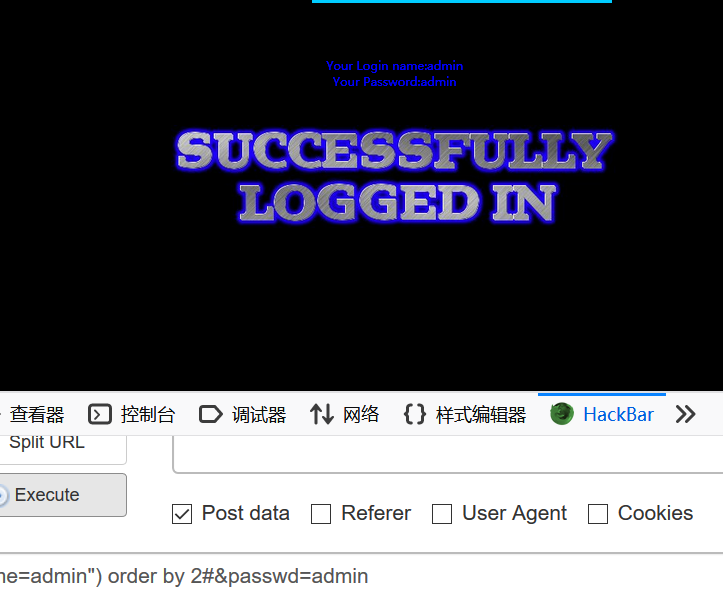 Your Login name:admin
Your Password:admin
SUCCESSFULLY
LOGGED IN
查看器
控制台
调试器
网络
样式编辑器
HackBar
Split URL
Execute
Post data
Referer
User Agent
Cookies
me=admin") order by 2#&passwd=admin